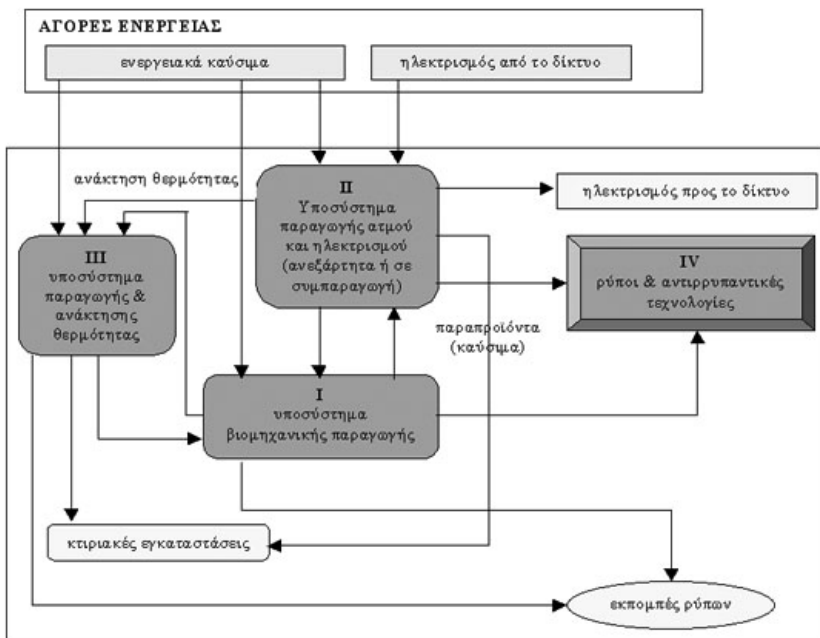 ΑΓΟΡΕΣ ΕΝΕΡΓΕΙΑΣ
ενεργειακά καύσιμα
ηλεκτρισμός από το δίκτυο
ανάκτηση θερμότητας
II
Υποσύστημα
παραγωγής ατμού
και ηλεκτρισμού
(ανεξάρτητα ή σε
συμπαραγωγή)
ηλεκτρισμός προς το δίκτυο
III
υποσύστημα
παραγωγής &
ανάκτησης
θερμότητας
IV
ρύποι & αντιρρυπαντικές
τεχνολογίες
παραπροϊόντα
(καύσιμα)
I
υποσύστημα
βιομηχανικής παραγωγής
κτιριακές εγκαταστάσεις
εκπομπές ρύπων